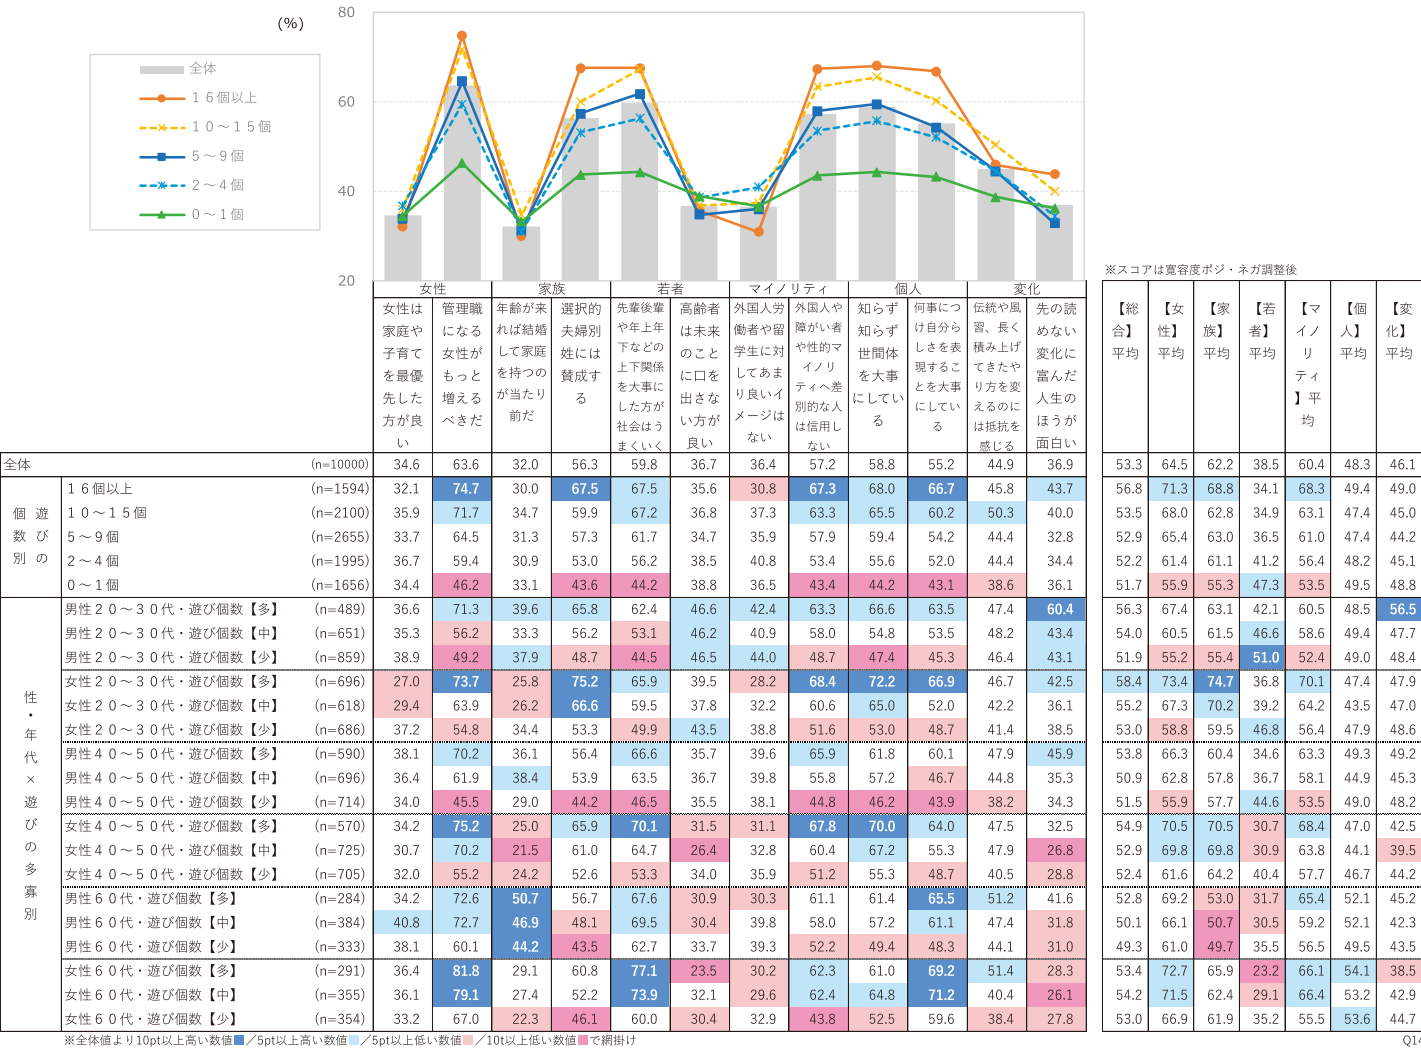 (%)
80
60
40
20
全体
１６個以上
１０～１５個
５～９個
２～４個
０～１個
※スコアは寛容度ポジ・ネガ調整後
女性 家族 若者 マイノリティ 個人 変化
女性は家庭や子育てを最優先した方が良い
管理職になる女性がもっと増えるべきだ
年齢が来れば結婚して家庭を持つのが当たり前だ
選択的夫婦別姓には賛成する
先輩後輩や年上年下などの上下関係を大事にした方が社会はうまくいく
高齢者は未来のことに口を出さない方が良い
外国人労働者や留学生に対してあまり良いイメージはない
外国人や障がい者や性的マイノリティへ差別的な人は信用しない
知らず知らず世間体を大事にしている
何事につけ自分らしさを表現することを大事にしている
伝統や風習、長く積み上げてきたやり方を変えるのには抵抗を感じる
先の読めない変化に富んだ人生のほうが面白い
【総合】平均
【女性】平均
【家族】平均
【若者】平均
【マイノリティ】平均
【個人】平均
【変化】平均
全体 (n=10000) 34.6 63.6 32.0 56.3 59.8 36.7 36.4 57.2 58.8 55.2 44.9 36.9 53.3 64.5 62.2 38.5 60.4 48.3 46.1
遊びの個数別
１６個以上 (n=1594) 32.1 74.7 30.0 67.5 67.5 35.6 30.8 67.3 68.0 66.7 45.8 43.7 56.8 71.3 68.8 34.1 68.3 49.4 49.0
１０～１５個 (n=2100) 35.9 71.7 34.7 59.9 67.2 36.8 37.3 63.3 65.5 60.2 50.3 40.0 53.5 68.0 62.8 34.9 63.1 47.4 45.0
５～９個 (n=2655) 33.7 64.5 31.3 57.3 61.7 34.7 35.9 57.9 59.4 54.2 44.4 32.8 52.9 65.4 63.0 36.5 61.0 47.4 44.2
２～４個 (n=1995) 36.7 59.4 30.9 53.0 56.2 38.5 40.8 53.4 55.6 52.0 44.4 34.4 52.2 61.4 61.1 41.2 56.4 48.2 45.1
０～１個 (n=1656) 34.4 46.2 33.1 43.6 44.2 38.8 36.5 43.4 44.2 43.1 38.6 36.1 51.7 55.9 55.3 47.3 53.5 49.5 48.8
性・年代×遊びの多寡別
男性２０～３０代・遊び個数【多】 (n=489) 36.6 71.3 39.6 65.8 62.4 46.6 42.4 63.3 66.6 63.5 47.4 60.4 56.3 67.4 63.1 42.1 60.5 48.5 56.5
男性２０～３０代・遊び個数【中】 (n=651) 35.3 56.2 33.3 56.2 53.1 46.2 40.9 58.0 54.8 53.5 48.2 43.4 54.0 60.5 61.5 46.6 58.6 49.4 47.7
男性２０～３０代・遊び個数【少】 (n=859) 38.9 49.2 37.9 48.7 44.5 46.5 44.0 48.7 47.4 45.3 46.4 43.1 51.9 55.2 55.4 51.0 52.4 49.0 48.4
女性２０～３０代・遊び個数【多】 (n=696) 27.0 73.7 25.8 75.2 65.9 39.5 28.2 68.4 72.2 66.9 46.7 42.5 58.4 73.4 74.7 36.8 70.1 47.4 47.9
女性２０～３０代・遊び個数【中】 (n=618) 29.4 63.9 26.2 66.6 59.5 37.8 32.2 60.6 65.0 52.0 42.2 36.1 55.2 67.3 70.2 39.2 64.2 43.5 47.0
女性２０～３０代・遊び個数【少】 (n=686) 37.2 54.8 34.4 53.3 49.9 43.5 38.8 51.6 53.0 48.7 41.4 38.5 53.0 58.8 59.5 46.8 56.4 47.9 48.6
男性４０～５０代・遊び個数【多】 (n=590) 38.1 70.2 36.1 56.4 66.6 35.7 39.6 65.9 61.8 60.1 47.9 45.9 53.8 66.3 60.4 34.6 63.3 49.3 49.2
男性４０～５０代・遊び個数【中】 (n=696) 36.4 61.9 38.4 53.9 63.5 36.7 39.8 55.8 57.2 46.7 44.8 35.3 50.9 62.8 57.8 36.7 58.1 44.9 45.3
男性４０～５０代・遊び個数【少】 (n=714) 34.0 45.5 29.0 44.2 46.5 35.5 38.1 44.8 46.2 43.9 38.2 34.3 51.5 55.9 57.7 44.6 53.5 49.0 48.2
女性４０～５０代・遊び個数【多】 (n=570) 34.2 75.2 25.0 65.9 70.1 31.5 31.1 67.8 70.0 64.0 47.5 32.5 54.9 70.5 70.5 30.7 68.4 47.0 42.5
女性４０～５０代・遊び個数【中】 (n=725) 30.7 70.2 21.5 61.0 64.7 26.4 32.8 60.4 67.2 55.3 47.9 26.8 52.9 69.8 69.8 30.9 63.8 44.1 39.5
女性４０～５０代・遊び個数【少】 (n=705) 32.0 55.2 24.2 52.6 53.3 34.0 35.9 51.2 55.3 48.7 40.5 28.8 52.4 61.6 64.2 40.4 57.7 46.7 44.2
男性６０代・遊び個数【多】 (n=284) 34.2 72.6 50.7 56.7 67.6 30.9 30.3 61.1 61.4 65.5 51.2 41.6 52.8 69.2 53.0 31.7 65.4 52.1 45.2
男性６０代・遊び個数【中】 (n=384) 40.8 72.7 46.9 48.1 69.5 30.4 39.8 58.0 57.2 61.1 47.4 31.8 50.1 66.1 50.7 30.5 59.2 52.1 42.3
男性６０代・遊び個数【少】 (n=333) 38.1 60.1 44.2 43.5 62.7 33.7 39.3 52.2 49.4 48.3 44.1 31.0 49.3 61.0 49.7 35.5 56.5 49.5 43.5
女性６０代・遊び個数【多】 (n=291) 36.4 81.8 29.1 60.8 77.1 23.5 30.2 62.3 61.0 69.2 51.4 28.3 53.4 72.7 65.9 23.2 66.1 54.1 38.5
女性６０代・遊び個数【中】 (n=355) 36.1 79.1 27.4 52.2 73.9 32.1 29.6 62.4 64.8 71.2 40.4 26.1 54.2 71.5 62.4 29.1 66.4 53.2 42.9
女性６０代・遊び個数【少】 (n=354) 33.2 67.0 22.3 46.1 60.0 30.4 32.9 43.8 52.5 59.6 38.4 27.8 53.0 66.9 61.9 35.2 55.5 53.6 44.7
※全体値より10pt以上高い数値／5pt以上高い数値／5pt以上低い数値／10t以上低い数値で網掛け
Q14